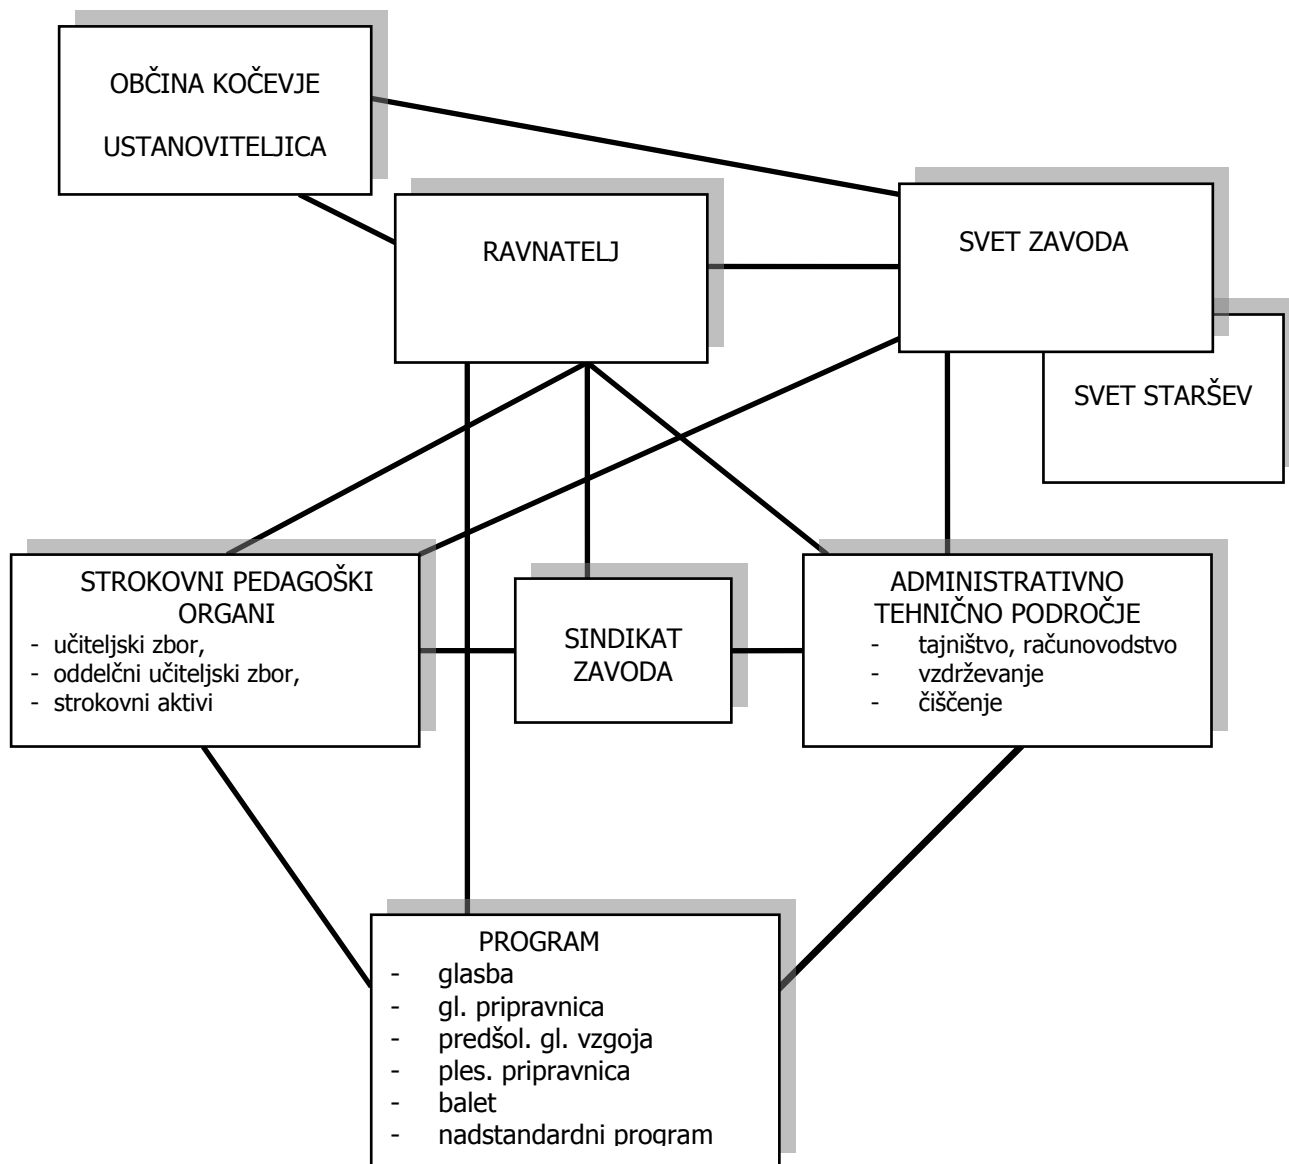 OBČINA KOČEVJE
USTANOVITELJICA
RAVNATELJ
SVET ZAVODA
SVET STARŠEV
STROKOVNI PEDAGOŠKI
ORGANI
- učiteljski zbor,
- oddelčni učiteljski zbor,
- strokovni aktivi
SINDIKAT
ZAVODA
ADMINISTRATIVNO
TEHNIČNO PODROČJE
- tajništvo, računovodstvo
- vzdrževanje
- čiščenje
PROGRAM
- glasba
- gl. pripravnica
- predšol. gl. vzgoja
- ples. pripravnica
- balet
- nadstandardni program